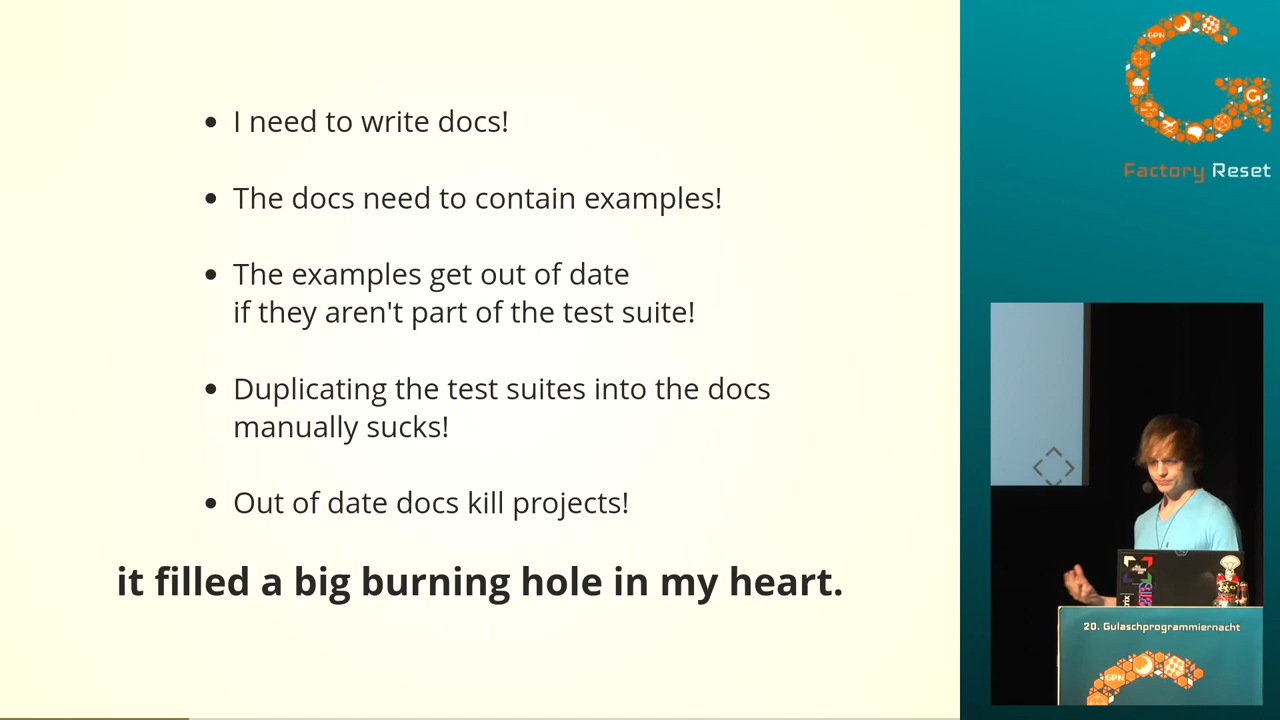 I need to write docs!
The docs need to contain examples!
The examples get out of date
if they aren't part of the test suite!
Duplicating the test suites into the docs
manually sucks!
Out of date docs kill projects!
it filled a big burning hole in my heart.
GPN
Factory Reset
20. Gulaschprogrammiernacht
GPN